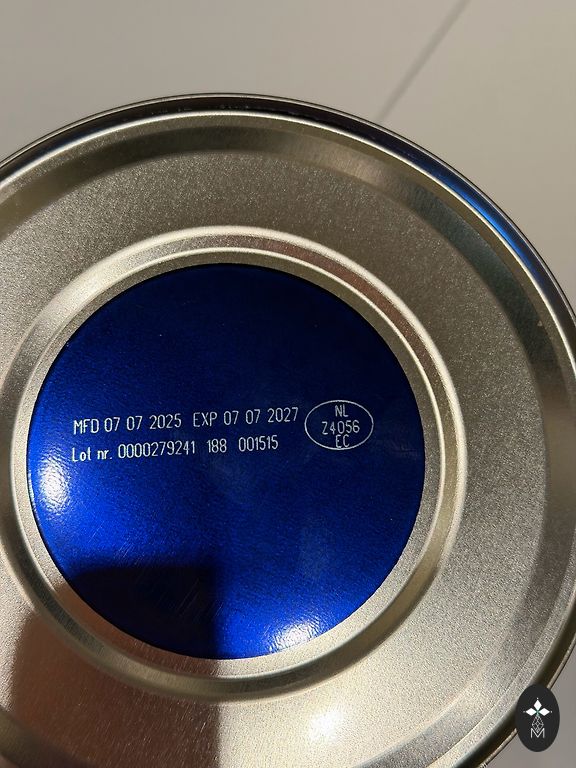 MFD 07 07 2025 EXP 07 07 2027
Lot nr. 0000279241 188 001515
NL
Z4056
EC
M